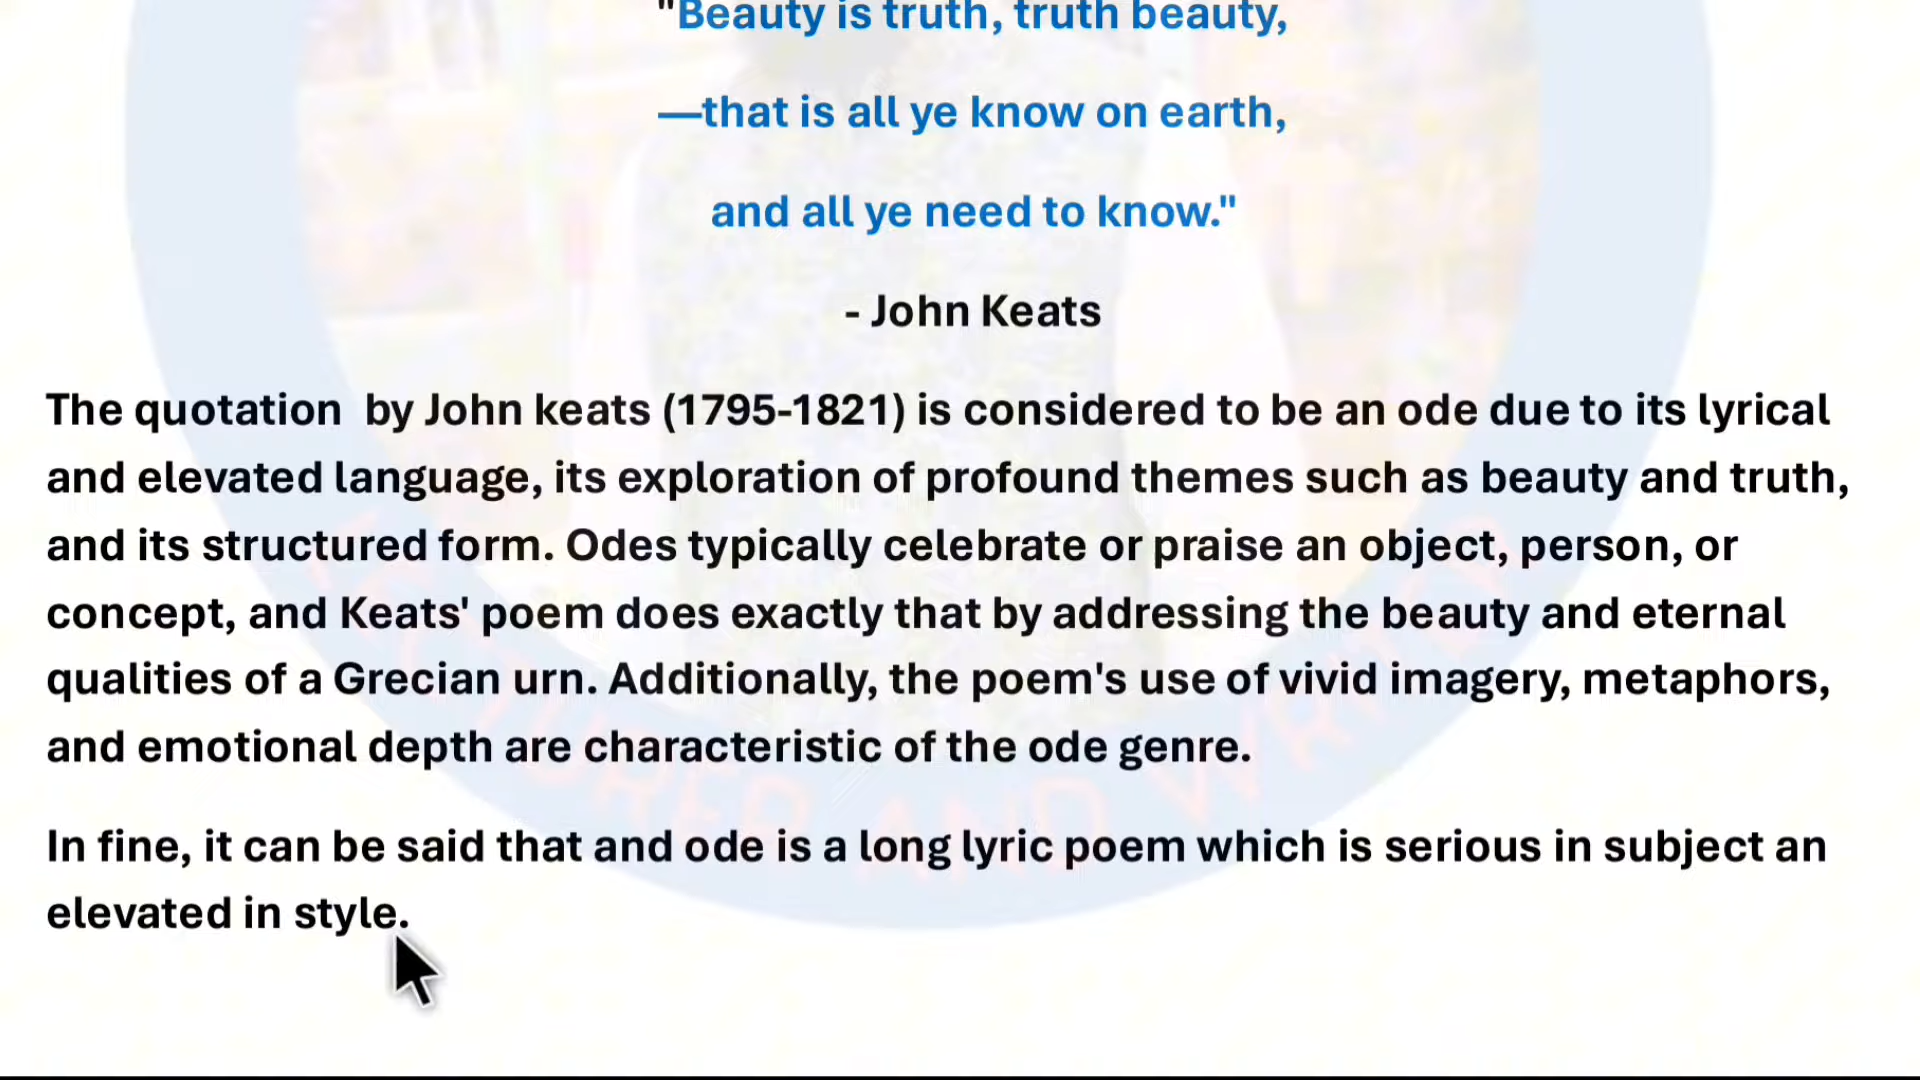 "Beauty is truth, truth beauty,
—that is all ye know on earth,
and all ye need to know."
- John Keats
The quotation  by John keats (1795-1821) is considered to be an ode due to its lyrical
and elevated language, its exploration of profound themes such as beauty and truth,
and its structured form. Odes typically celebrate or praise an object, person, or
concept, and Keats' poem does exactly that by addressing the beauty and eternal
qualities of a Grecian urn. Additionally, the poem's use of vivid imagery, metaphors,
and emotional depth are characteristic of the ode genre.
In fine, it can be said that and ode is a long lyric poem which is serious in subject an
elevated in style.
AND WRITER